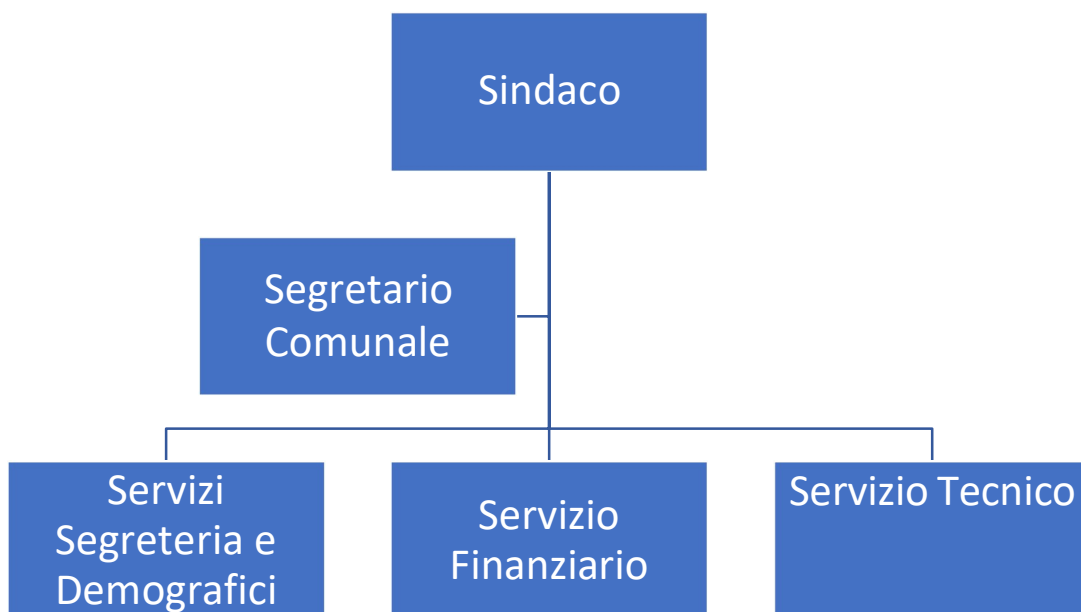 Sindaco
Segretario
Comunale
Servizi
Segreteria e
Demografici
Servizio
Finanziario
Servizio Tecnico